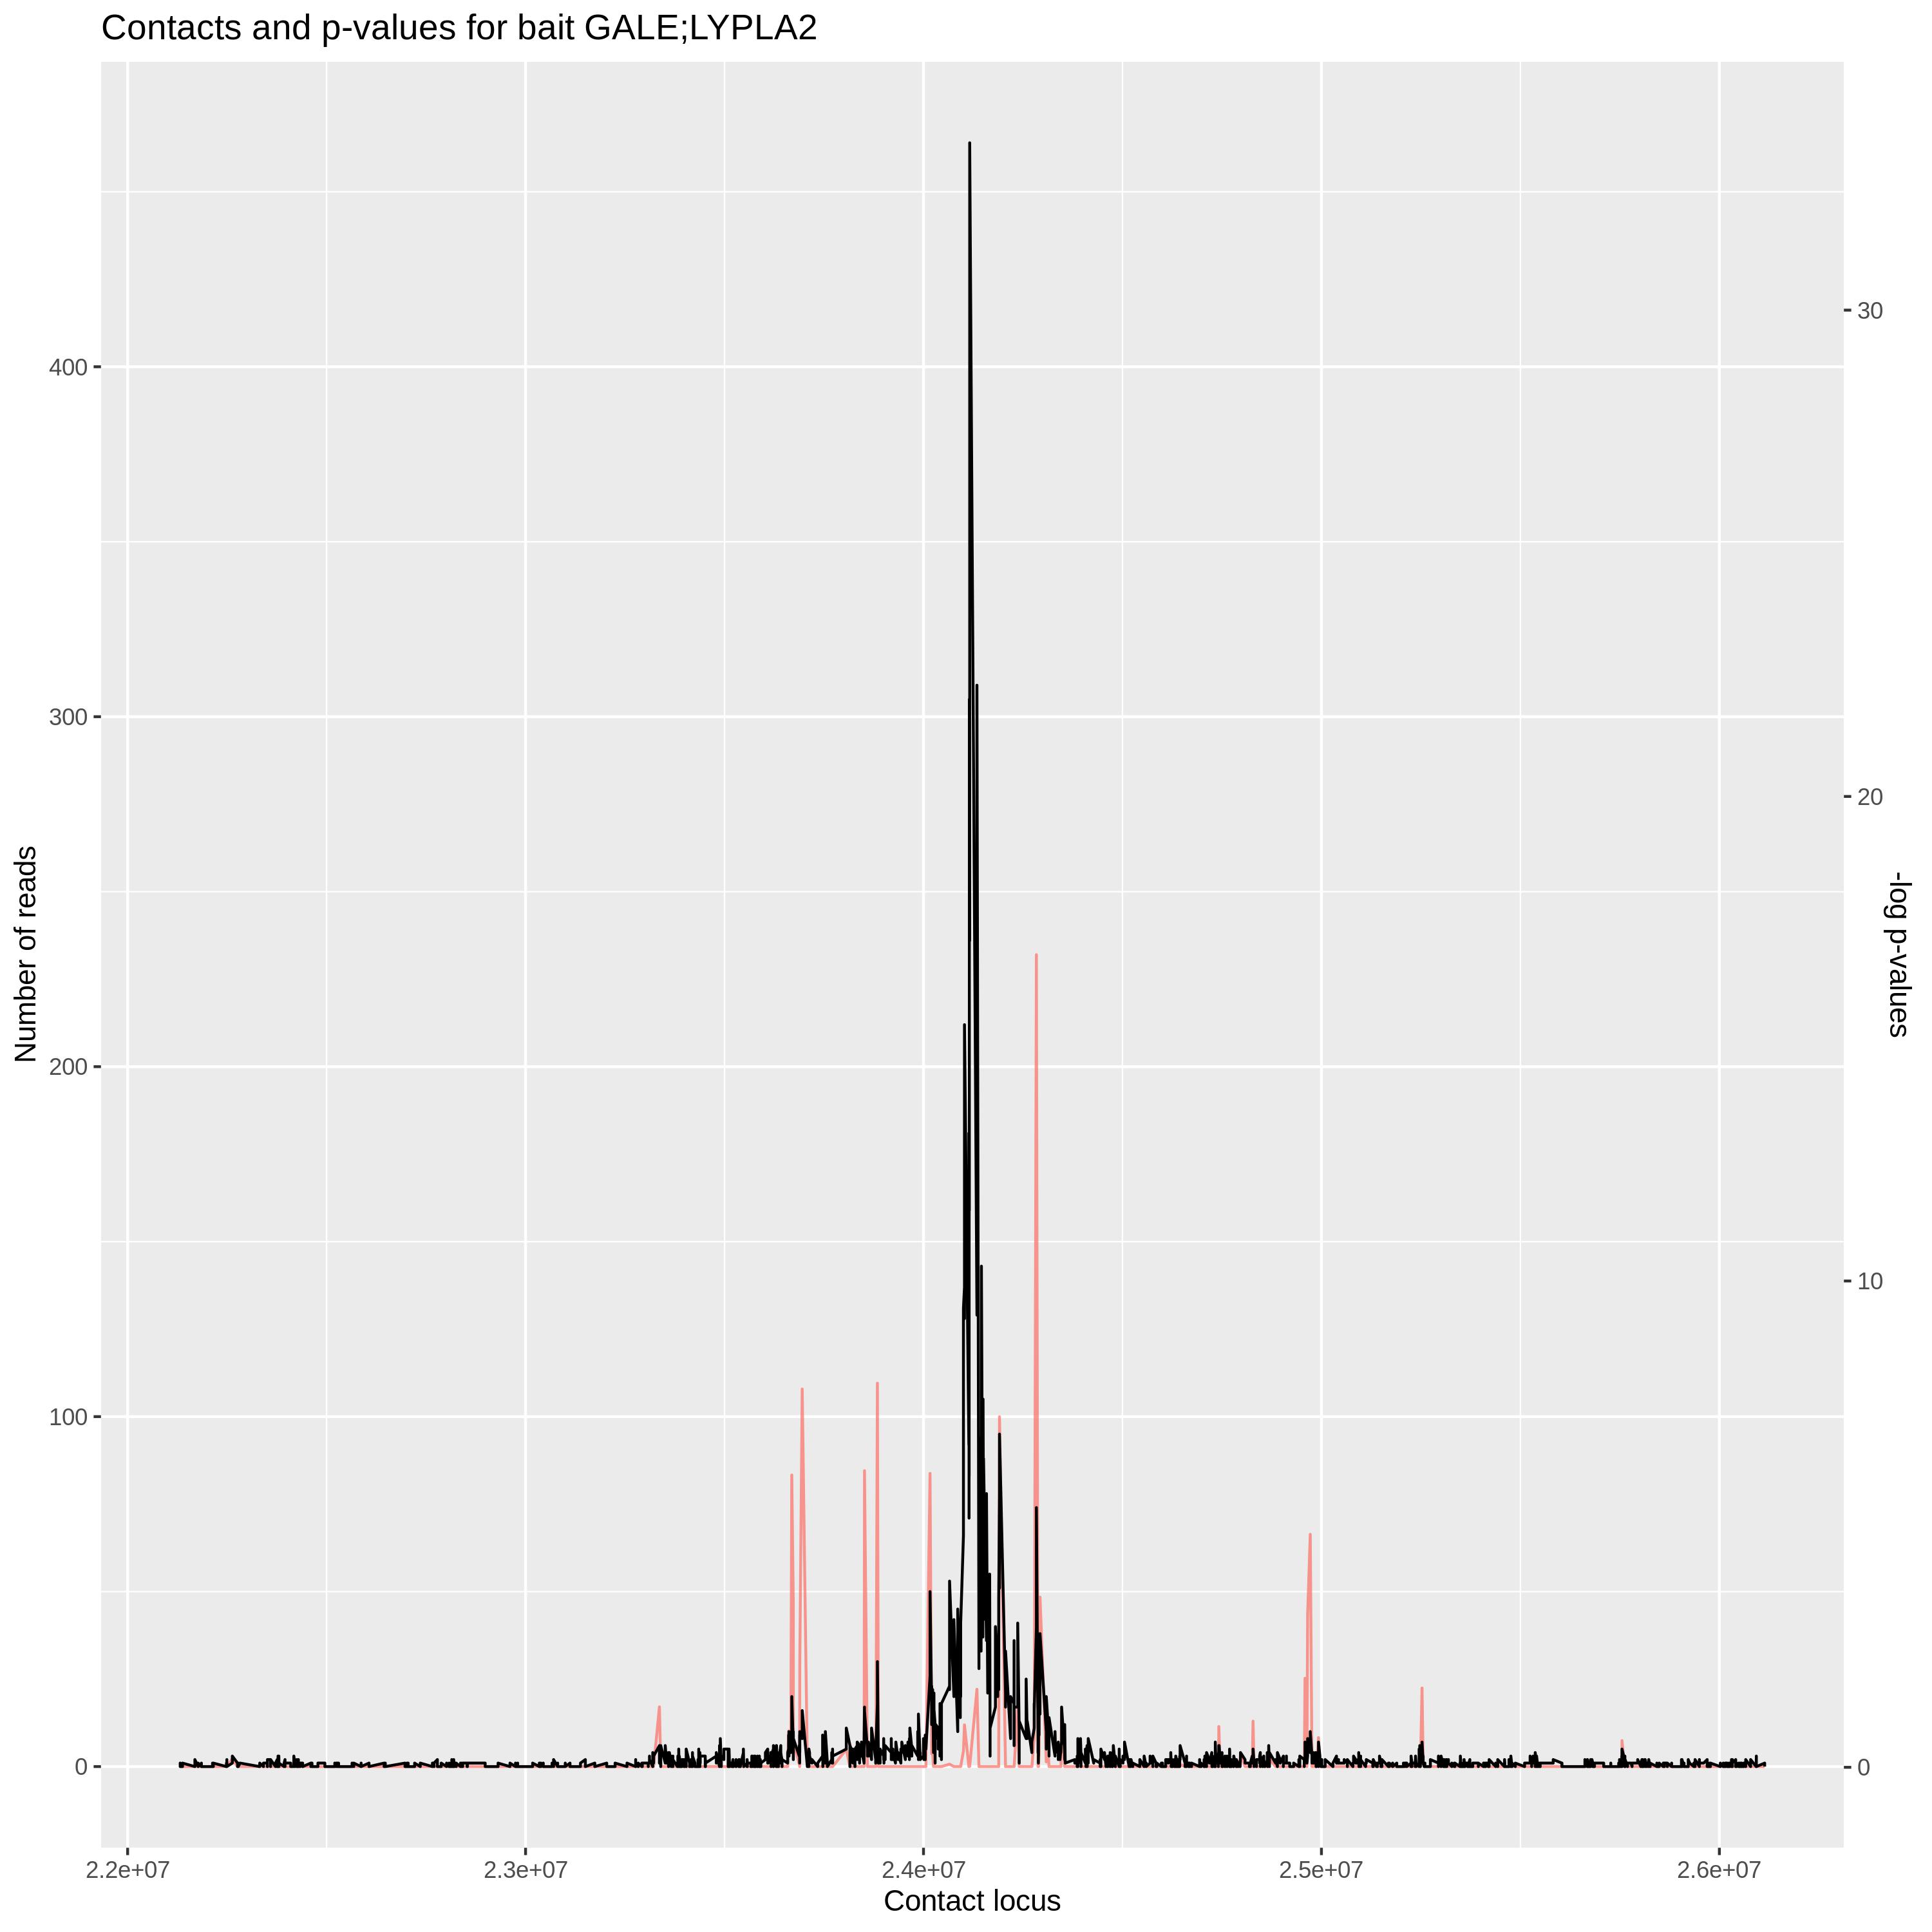 Contacts and p-values for bait GALE;LYPLA2
Number of reads
400
300
200
100
0
30
20
10
0
-log p-values
2.2e+07
2.3e+07
2.4e+07
2.5e+07
2.6e+07
Contact locus